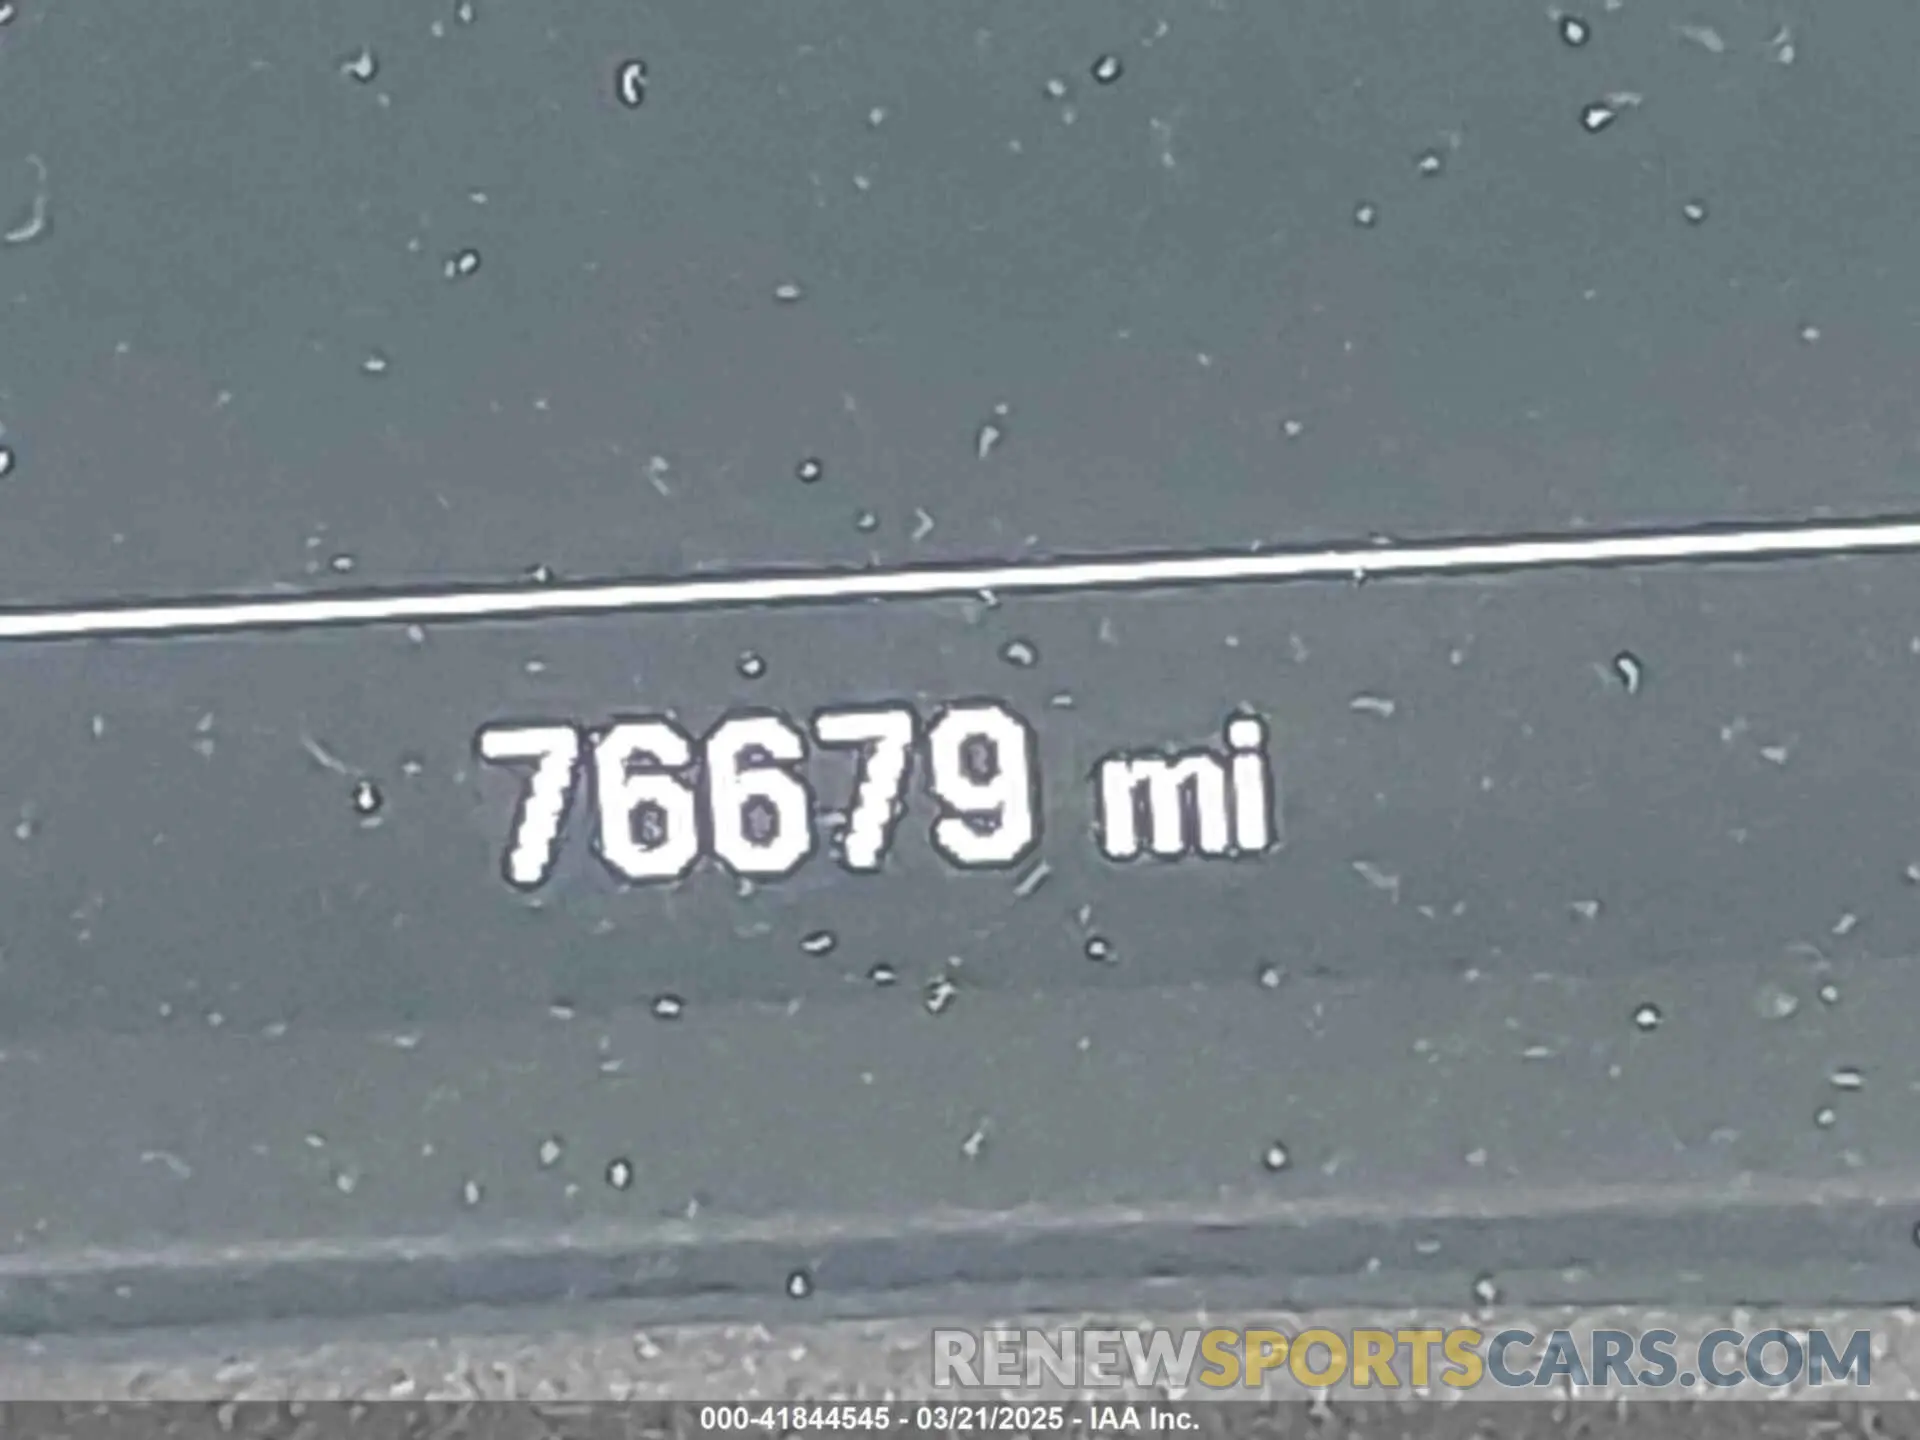 76679 mi
RENEWSPORTSCARS.COM
000-41844545 - 03/21/2025 - IAA Inc.